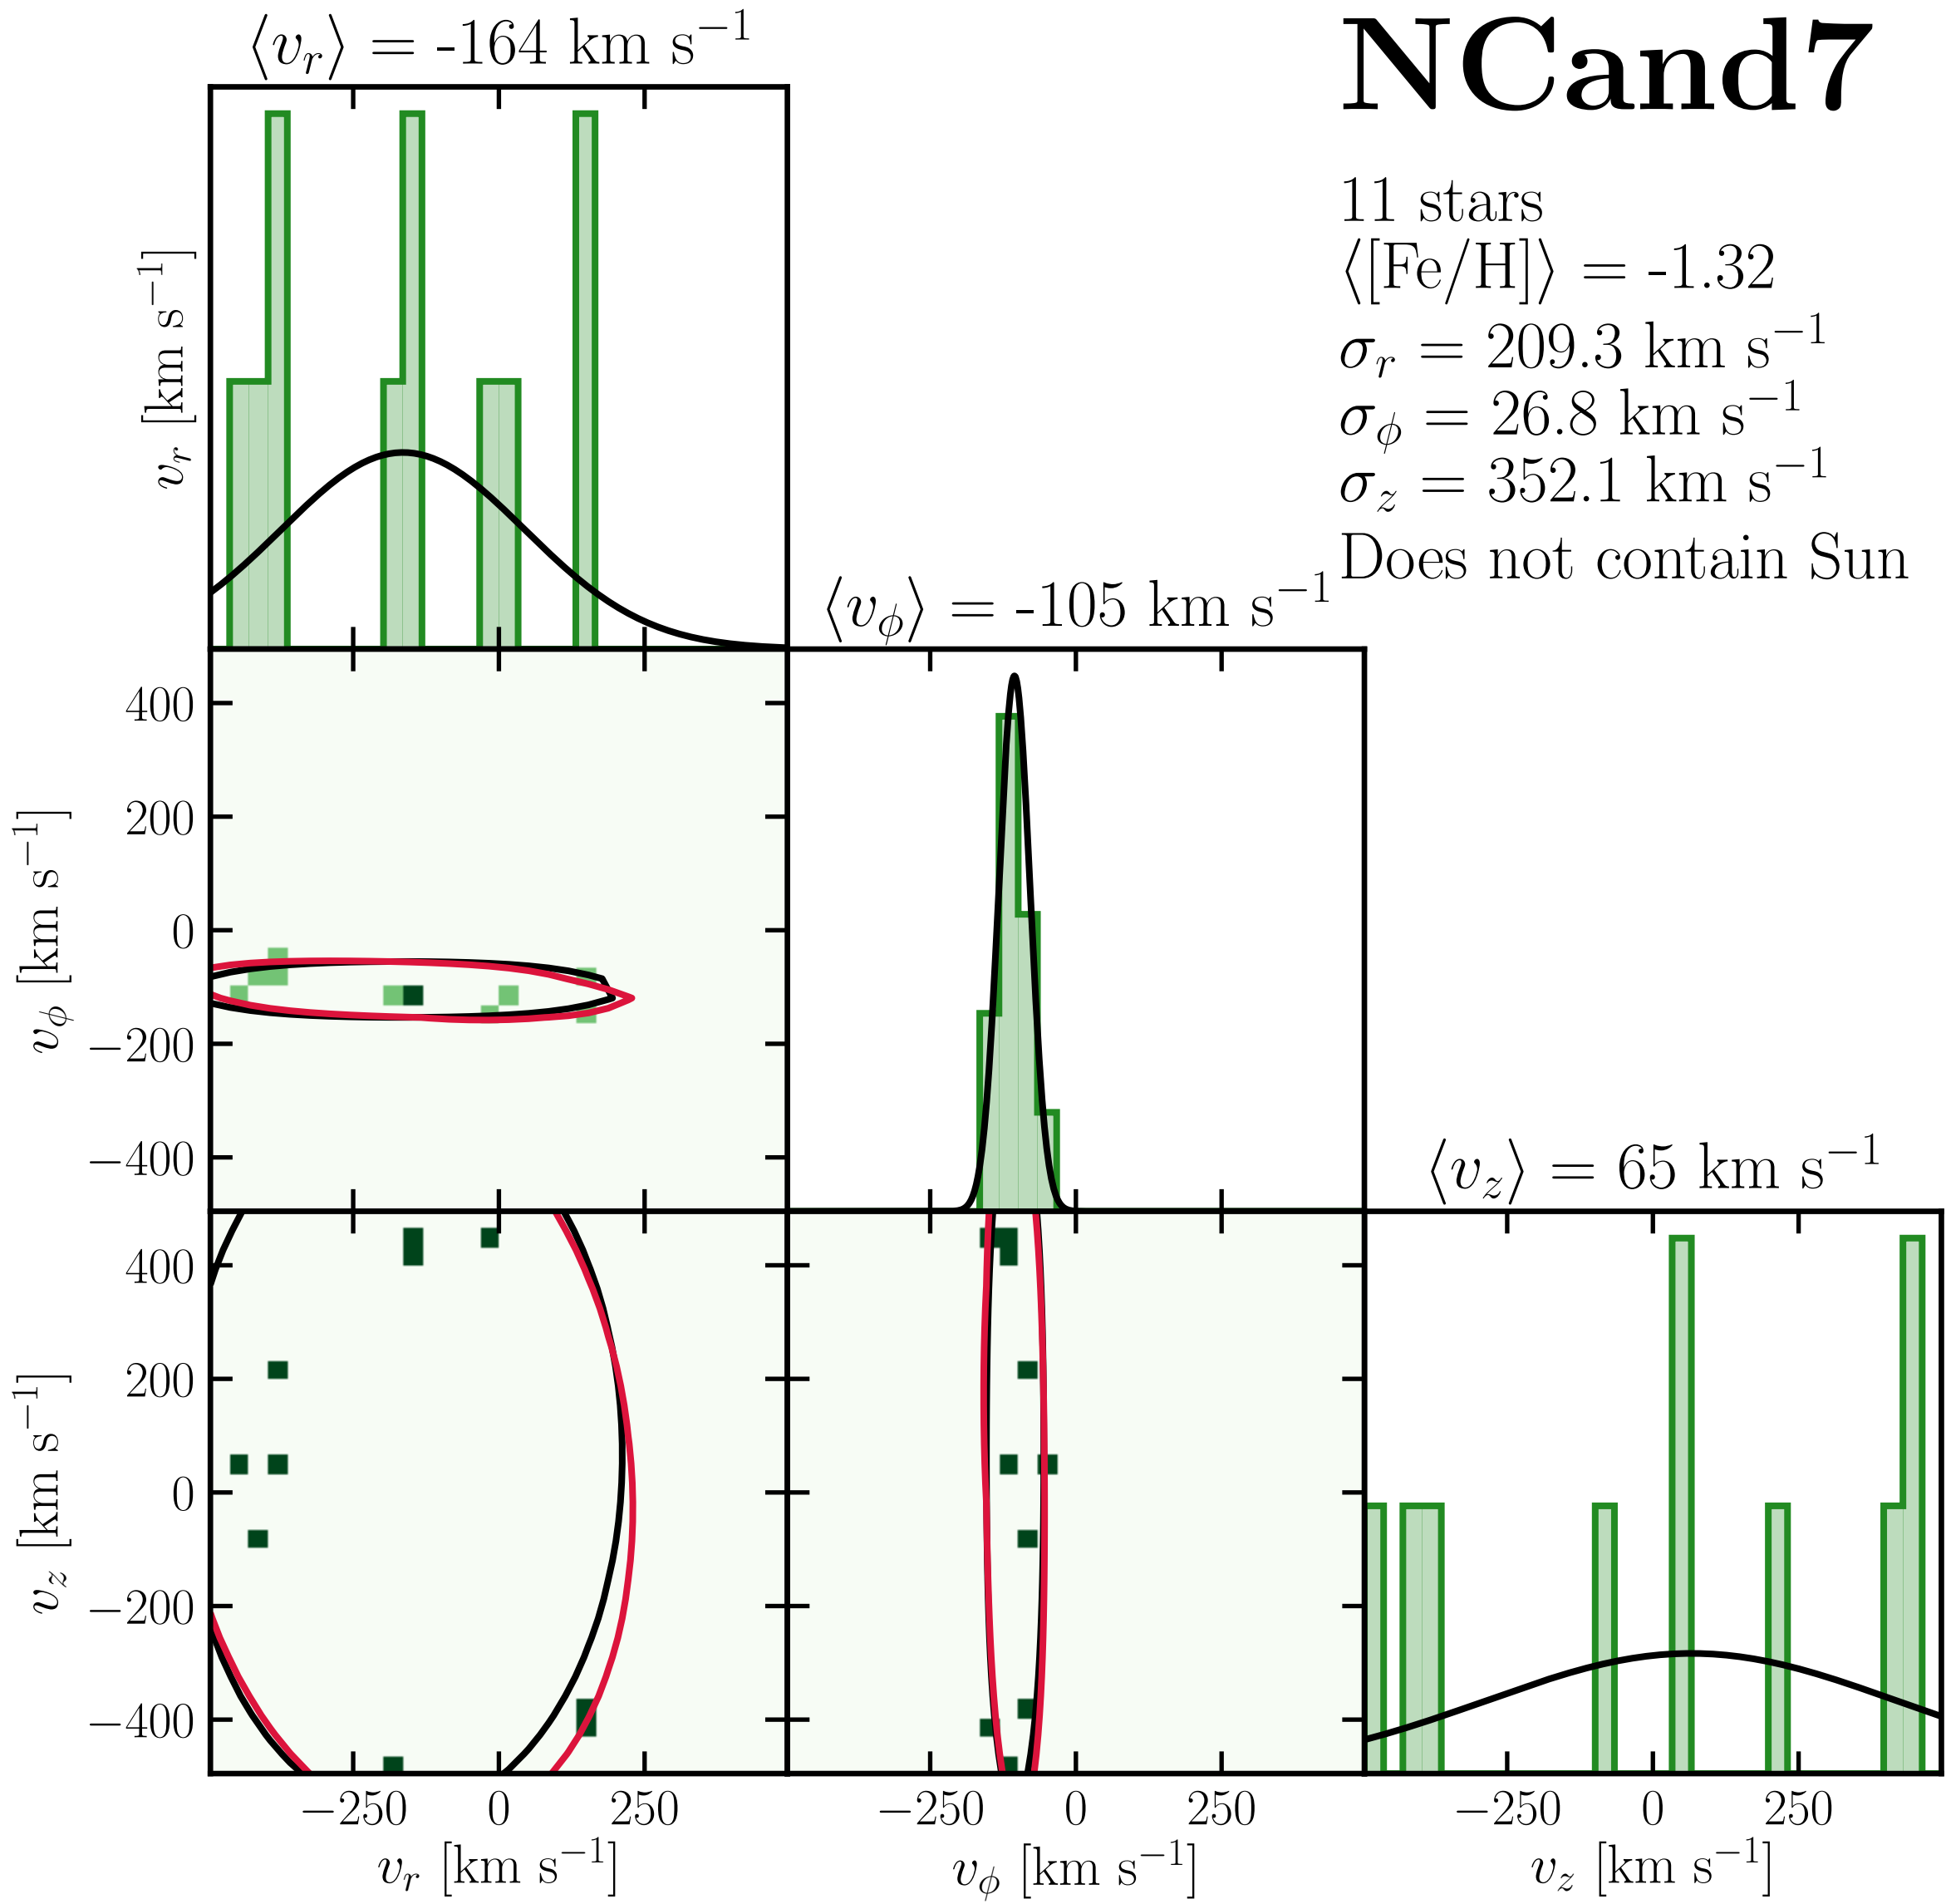 NCand7
11 stars
⟨[Fe/H]⟩ = -1.32
σ_r = 209.3 km s⁻¹
σ_ϕ = 26.8 km s⁻¹
σ_z = 352.1 km s⁻¹
Does not contain Sun
⟨v_r⟩ = -164 km s⁻¹
v_r [km s⁻¹]
⟨v_ϕ⟩ = -105 km s⁻¹
400
200
0
−200
−400
v_ϕ [km s⁻¹]
⟨v_z⟩ = 65 km s⁻¹
400
200
0
−200
−400
v_z [km s⁻¹]
−250 0 250
−250 0 250
−250 0 250
v_r [km s⁻¹]
v_ϕ [km s⁻¹]
v_z [km s⁻¹]